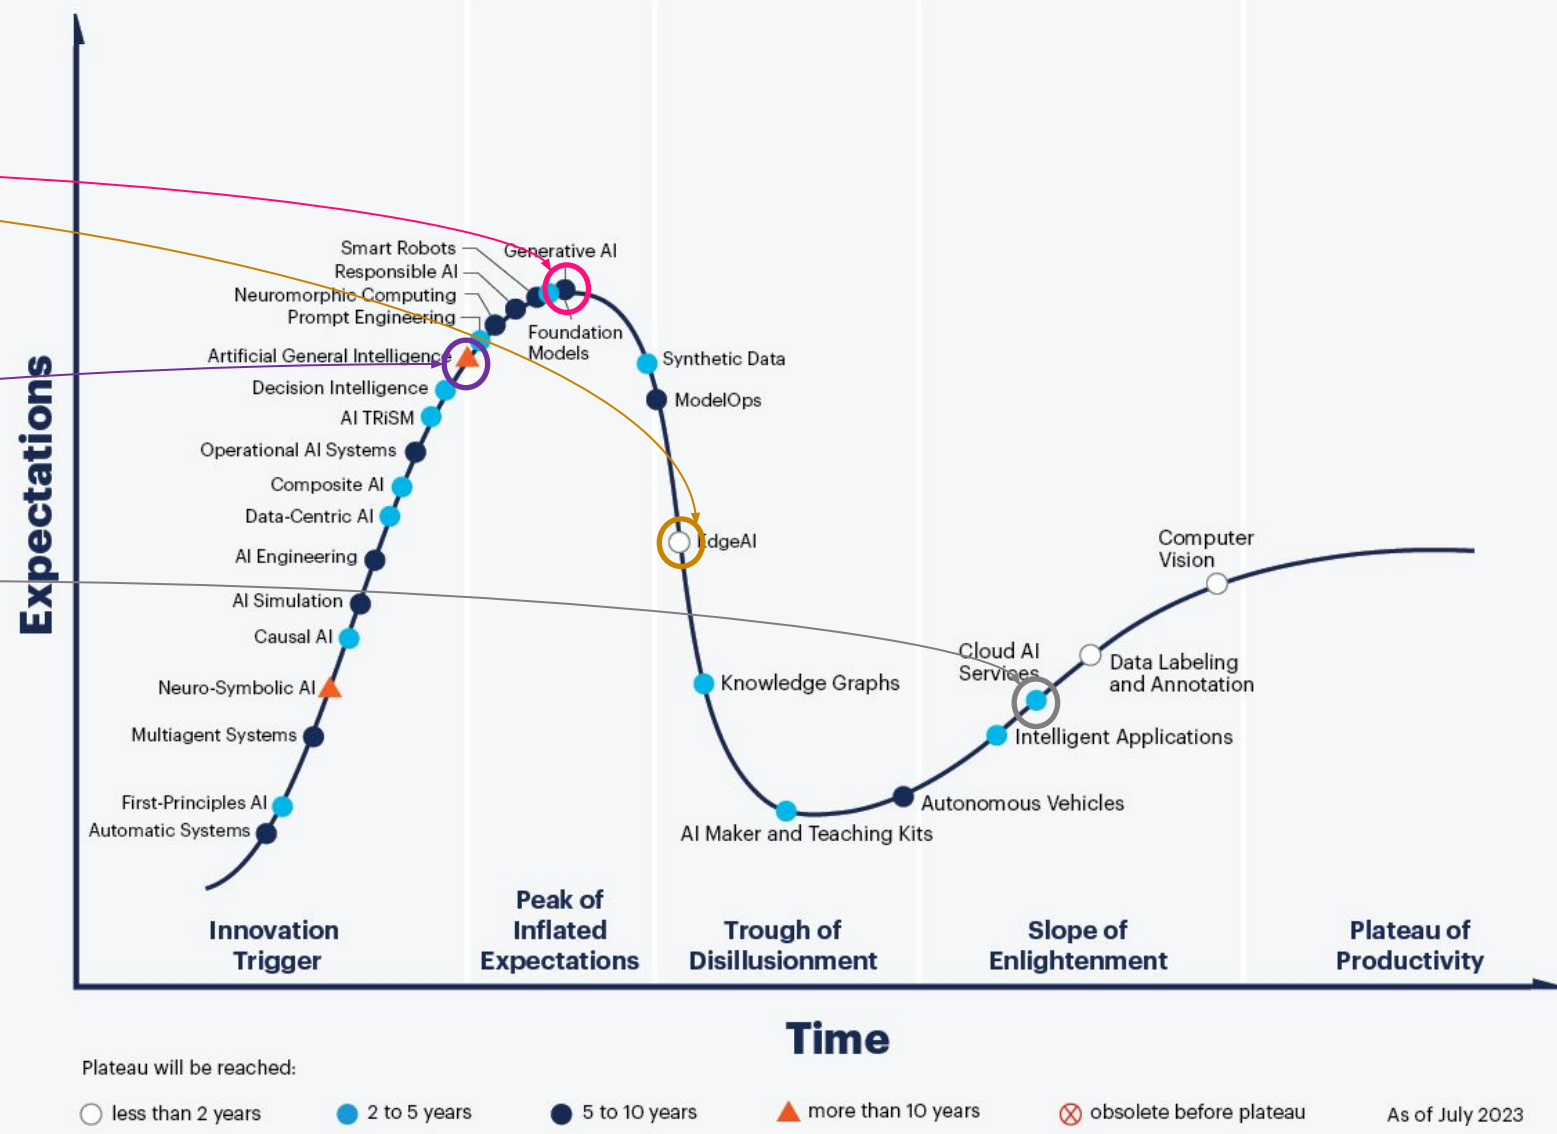 Expectations
Smart Robots
Generative AI
Responsible AI
Neuromorphic Computing
Prompt Engineering
Foundation
Models
Artificial General Intelligence
Synthetic Data
Decision Intelligence
ModelOps
AI TRiSM
Operational AI Systems
Composite AI
Data-Centric AI
EdgeAI
Computer
Vision
AI Engineering
AI Simulation
Causal AI
Cloud AI
Services
Data Labeling
and Annotation
Neuro-Symbolic AI
Knowledge Graphs
Multiagent Systems
Intelligent Applications
First-Principles AI
Autonomous Vehicles
Automatic Systems
AI Maker and Teaching Kits
Innovation
Trigger
Peak of
Inflated
Expectations
Trough of
Disillusionment
Slope of
Enlightenment
Plateau of
Productivity
Time
Plateau will be reached:
less than 2 years
2 to 5 years
5 to 10 years
more than 10 years
obsolete before plateau
As of July 2023